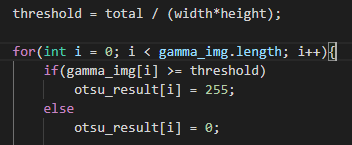 threshold = total / (width*height);
for(int i = 0; i < gamma_img.length; i++){
if(gamma_img[i] >= threshold)
otsu_result[i] = 255;
else
otsu_result[i] = 0;